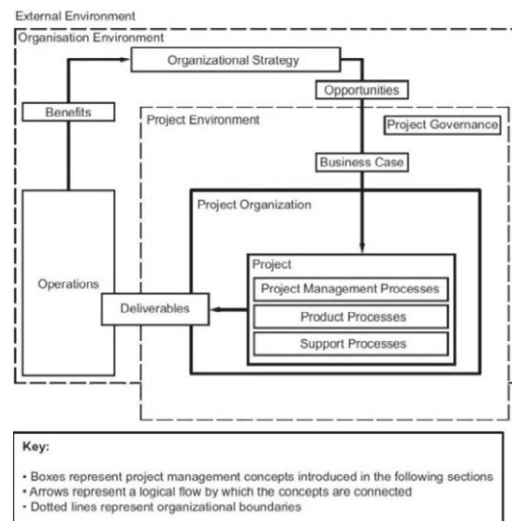 External Environment
Organisation Environment
Organizational Strategy
Opportunities
Benefits
Project Environment
Project Governance
Business Case
Project Organization
Project
Operations
Project Management Processes
Deliverables
Product Processes
Support Processes
Key:
• Boxes represent project management concepts introduced in the following sections
• Arrows represent a logical flow by which the concepts are connected
• Dotted lines represent organizational boundaries